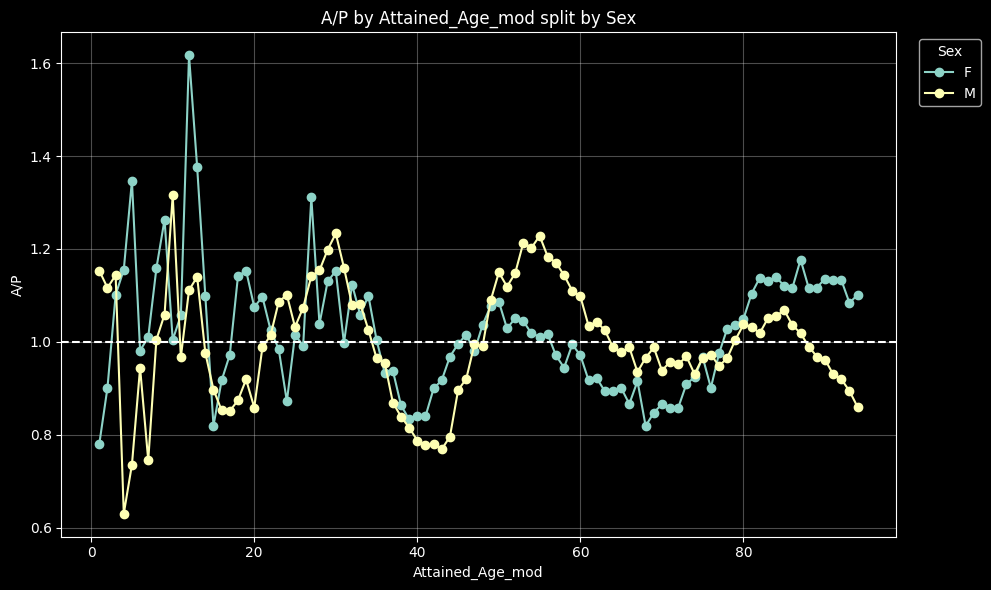 A/P by Attained_Age_mod split by Sex
Sex
F
M
A/P
1.6
1.4
1.2
1.0
0.8
0.6
0
20
40
60
80
Attained_Age_mod